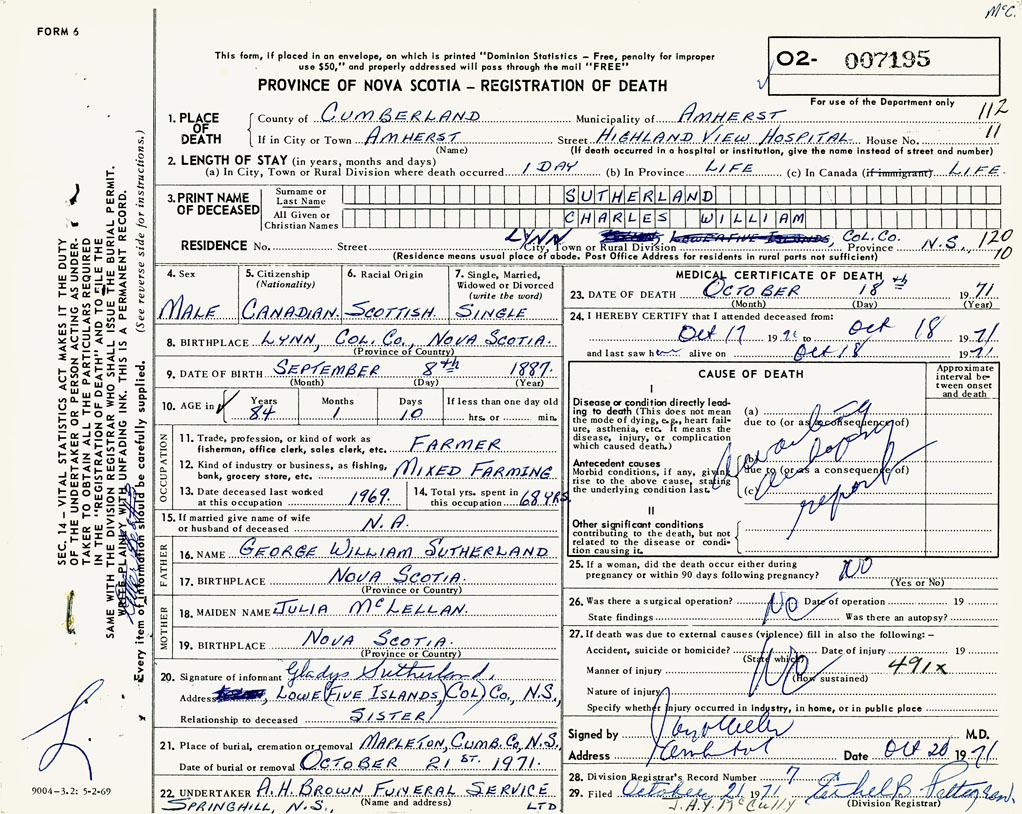 McC.
FORM 6
This form, if placed in an envelope, on which is printed "Dominion Statistics – Free, penalty for improper
use $50," and properly addressed will pass through the mail "FREE"
O2- 007195
PROVINCE OF NOVA SCOTIA – REGISTRATION OF DEATH
For use of the Department only
1. PLACE OF DEATH County of CUMBERLAND Municipality of AMHERST 112
If in City or Town AMHERST Street HIGHLAND VIEW HOSPITAL House No. 11
(Name) (If death occurred in a hospital or institution, give the name instead of street and number)
2. LENGTH OF STAY (in years, months and days)
(a) In City, Town or Rural Division where death occurred 1 DAY (b) In Province LIFE (c) In Canada (if immigrant) LIFE.
3. PRINT NAME OF DECEASED
Surname or Last Name SUTHERLAND
All Given or Christian Names CHARLES WILLIAM
LYNN LOWER FIVE ISLANDS, COL. CO. N.S. 120
RESIDENCE No. Street City, Town or Rural Division Province 10
(Residence means usual place of abode. Post Office Address for residents in rural parts not sufficient)
4. Sex MALE
5. Citizenship (Nationality) CANADIAN
6. Racial Origin SCOTTISH
7. Single, Married, Widowed or Divorced (write the word) SINGLE
8. BIRTHPLACE LYNN, COL. CO., NOVA SCOTIA.
(Province of Country)
9. DATE OF BIRTH SEPTEMBER 8th 1887.
(Month) (Day) (Year)
10. AGE in Years Months Days If less than one day old
84 1 10 hrs. or min.
OCCUPATION
11. Trade, profession, or kind of work as
fisherman, office clerk, sales clerk, etc. FARMER
12. Kind of industry or business, as fishing,
bank, grocery store, etc. MIXED FARMING
13. Date deceased last worked
at this occupation 1969.
14. Total yrs. spent in
this occupation 68 YRS.
15. If married give name of wife
or husband of deceased N.A.
FATHER
16. NAME GEORGE WILLIAM SUTHERLAND
17. BIRTHPLACE NOVA SCOTIA.
(Province or Country)
MOTHER
18. MAIDEN NAME JULIA McLELLAN.
19. BIRTHPLACE NOVA SCOTIA.
(Province or Country)
20. Signature of informant Gladys Sutherland.
Address LOWE FIVE ISLANDS, (COL) CO, N.S.,
Relationship to deceased SISTER
21. Place of burial, cremation or removal MAPLETON, CUMB. CO, N.S.
Date of burial or removal OCTOBER 21ST. 1971.
22. UNDERTAKER A.H. BROWN FUNERAL SERVICE
SPRINGHILL, N.S., (Name and address) LTD
MEDICAL CERTIFICATE OF DEATH
23. DATE OF DEATH OCTOBER 18th 1971
(Month) (Day) (Year)
24. I HEREBY CERTIFY that I attended deceased from:
Oct 17 19 71 to Oct 18 1971
and last saw him alive on Oct 18 1971
CAUSE OF DEATH
Approximate interval between onset and death
I
Disease or condition directly leading
to death (This does not mean
the mode of dying, e.g., heart failure,
asthenia, etc. It means the
disease, injury, or complication
which caused death.)
(a)
due to (or as a consequence of)
Antecedent causes
Morbid conditions, if any, giving
rise to the above cause, stating
the underlying condition last.
(b)
due to (or as a consequence of)
(c)
awaiting autopsy report
II
Other significant conditions
contributing to the death, but not
related to the disease or condition
causing it.
25. If a woman, did the death occur either during
pregnancy or within 90 days following pregnancy? NO
(Yes or No)
26. Was there a surgical operation? NO Date of operation 19
State findings Was there an autopsy?
27. If death was due to external causes (violence) fill in also the following: –
Accident, suicide or homicide? Date of injury 19
(State which) 491x
Manner of injury NO
(How sustained)
Nature of injury
Specify whether injury occurred in industry, in home, or in public place
Signed by M.D.
Address Amherst Date Oct 20 1971
28. Division Registrar's Record Number 7
29. Filed October 21 1971 Ethel B
J.A.Y. McCully (Division Registrar)
SEC. 14 – VITAL STATISTICS ACT MAKES IT THE DUTY
OF THE UNDERTAKER OR PERSON ACTING AS UNDER-
TAKER TO OBTAIN ALL THE PARTICULARS REQUIRED
IN THE "REGISTRATION OF DEATH" AND TO FILE THE
SAME WITH THE DIVISION REGISTRAR WHO SHALL ISSUE THE BURIAL PERMIT.
WRITE PLAINLY WITH UNFADING INK. THIS IS A PERMANENT RECORD.
Every item of information should be carefully supplied. (See reverse side for instructions.)
9004-3.2: 5-2-69